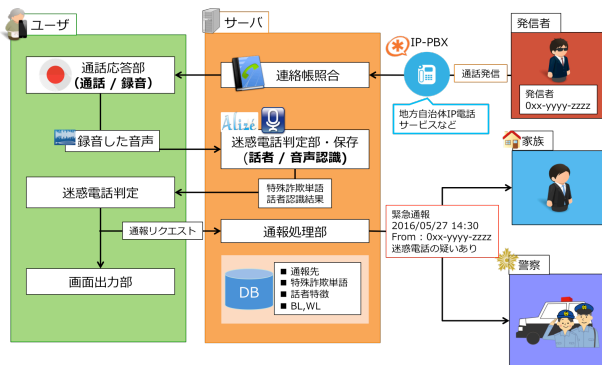 ユーザ
サーバ
発信者
IP-PBX
通話応答部
(通話 / 録音)
連絡帳照合
通話発信
発信者
0xx-yyyy-zzzz
地方自治体IP電話
サービスなど
Alizé
録音した音声
迷惑電話判定部・保存
(話者 / 音声認識)
家族
迷惑電話判定
特殊詐欺単語
話者認識結果
通報リクエスト
通報処理部
緊急通報
2016/05/27 14:30
From : 0xx-yyyy-zzzz
迷惑電話の疑いあり
画面出力部
DB
■ 通報先
■ 特殊詐欺単語
■ 話者特徴
■ BL,WL
警察